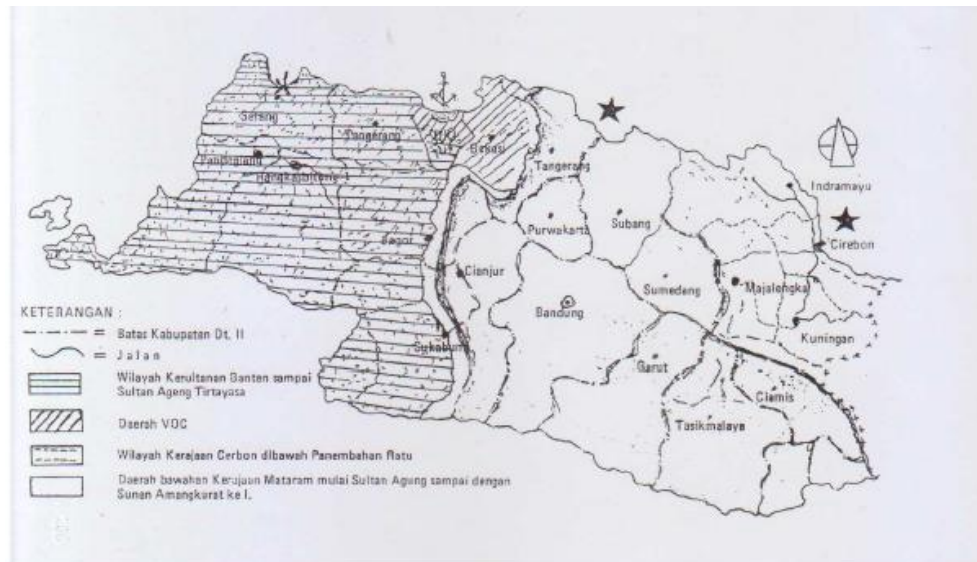 Serang
Tangerang
Pandeglang
Rangkasbitung
Bekasi
Tangerang
Bogor
Cianjur
Sukabumi
Purwakarta
Subang
Bandung
Sumedang
Garut
Tasikmalaya
Ciamis
Majalengka
Kuningan
Indramayu
Cirebon
KETERANGAN :
= Batas Kabupaten Dt. II
= Jalan
Wilayah Kerultanan Banten sampai
Sultan Ageng Tirtayasa
Daerah VOC
Wilayah Kerajaan Cerbon dibawah Panembahan Ratu
Daerah bawahan Kerajaan Mataram mulai Sultan Agung sampai dengan
Sunan Amangkurat ke I.